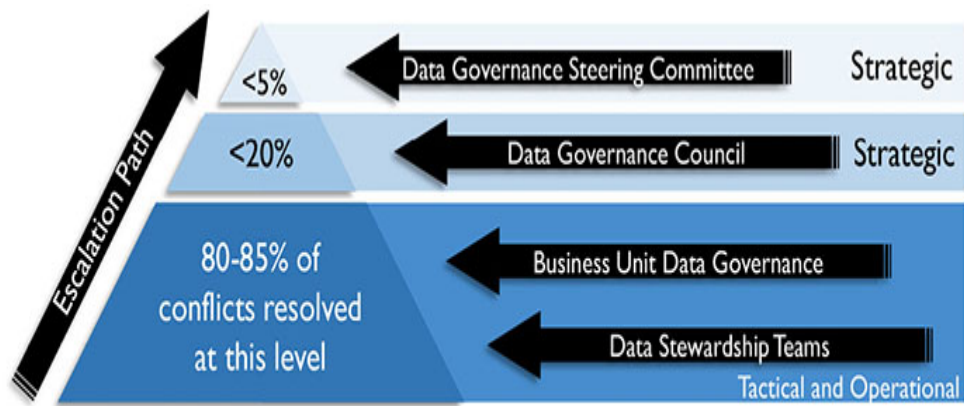 <5%
Data Governance Steering Committee
Strategic
<20%
Data Governance Council
Strategic
Escalation Path
80-85% of
conflicts resolved
at this level
Business Unit Data Governance
Data Stewardship Teams
Tactical and Operational